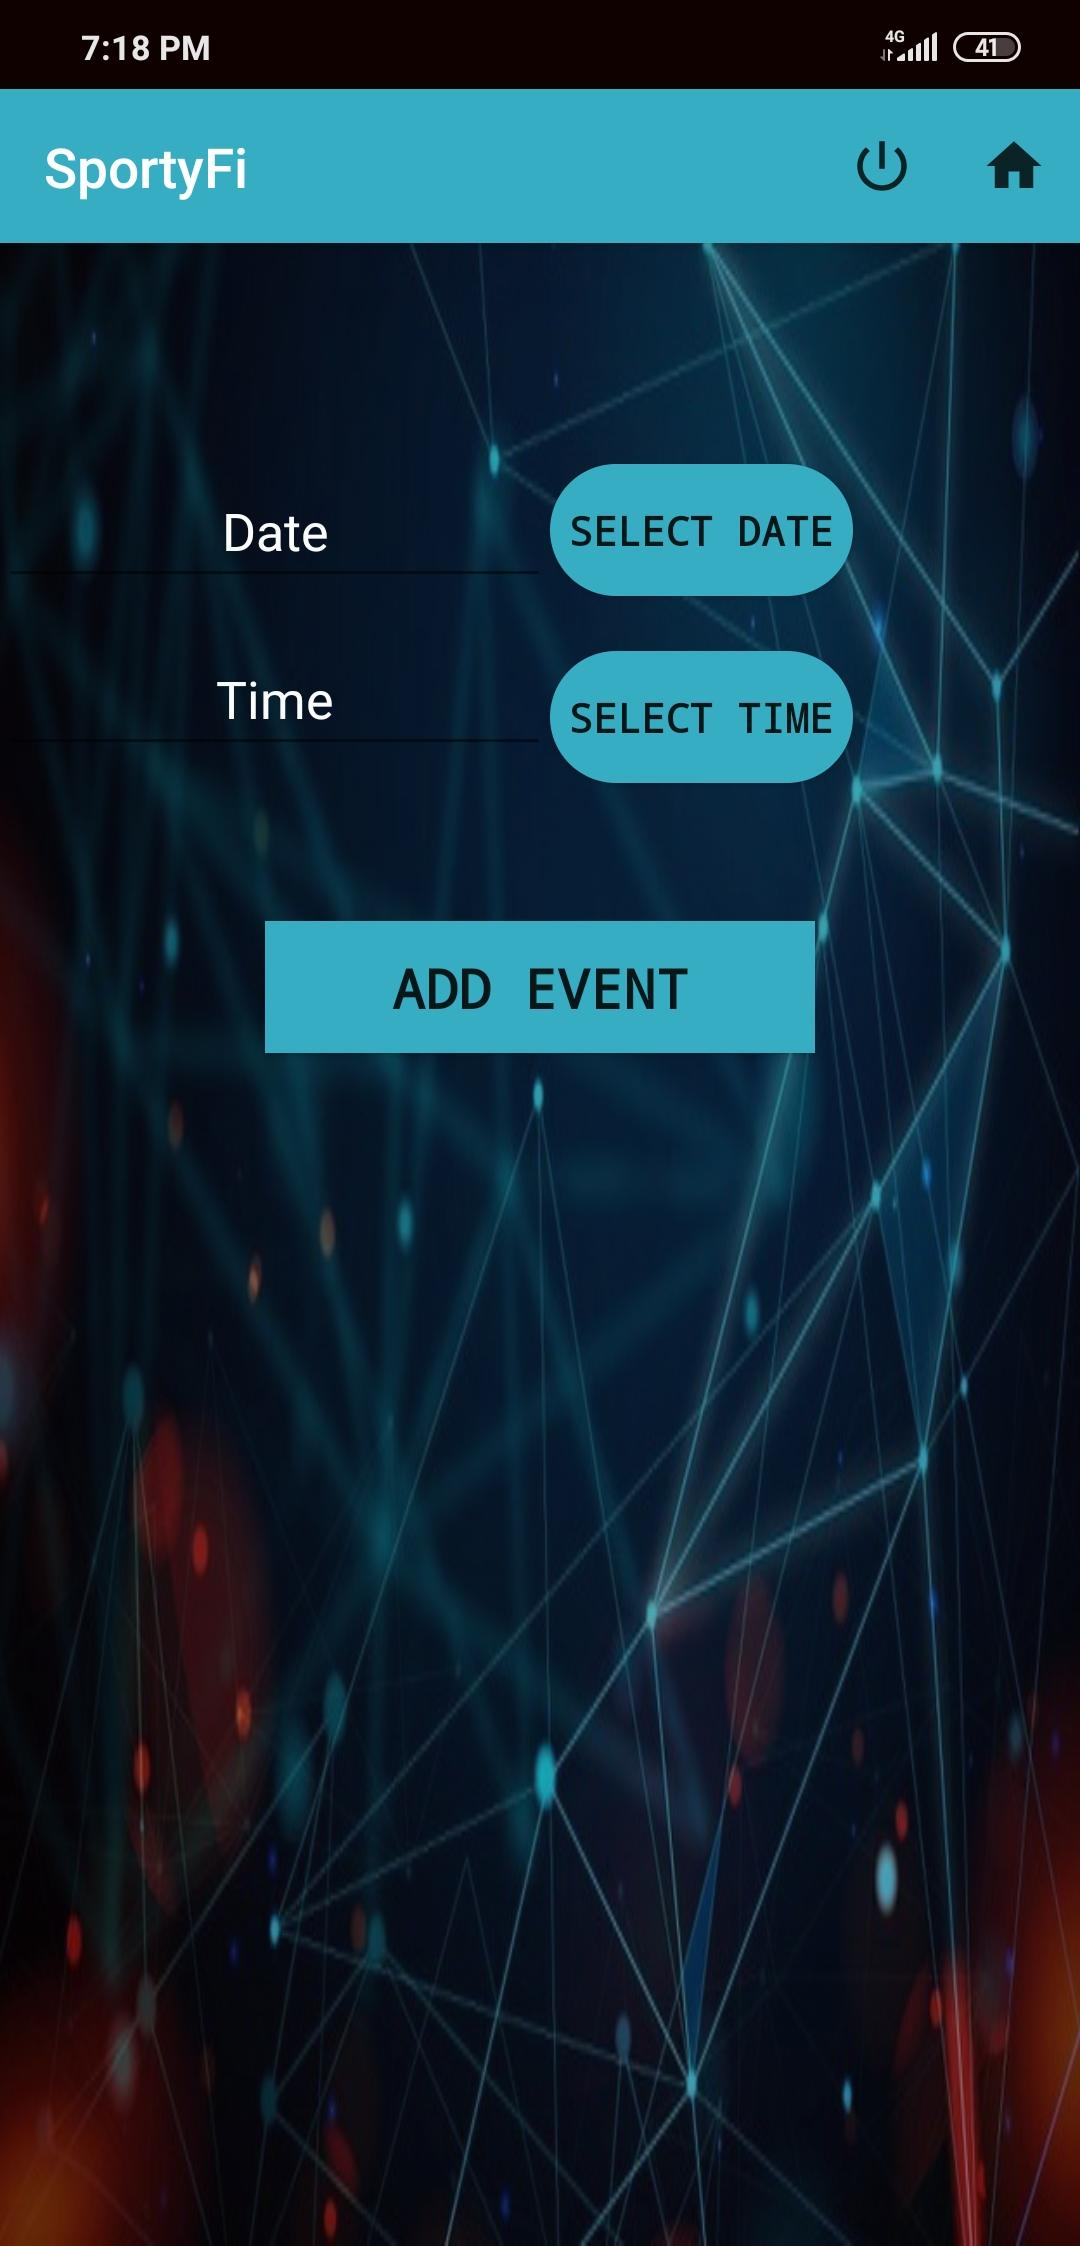 7:18 PM
4G
41
SportyFi
Date
SELECT DATE
Time
SELECT TIME
ADD EVENT